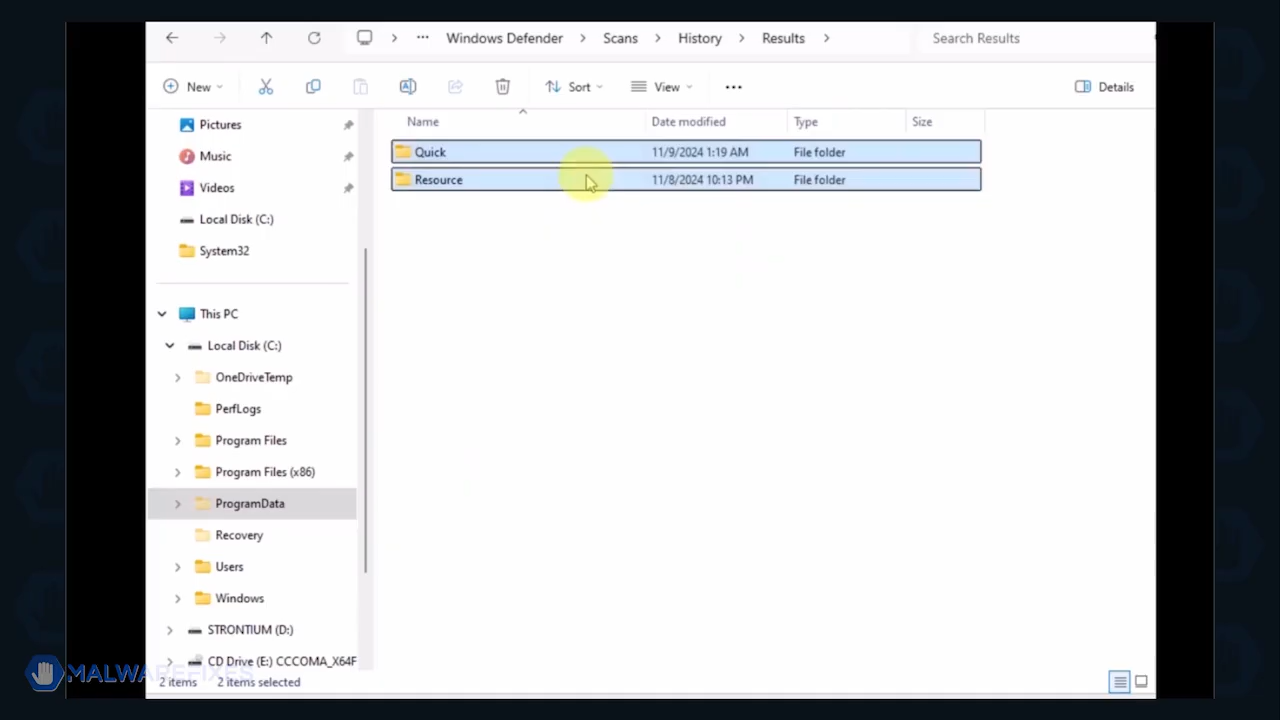 Windows Defender > Scans > History > Results >
Search Results
New
Sort
View
Details
Name
Date modified
Type
Size
Quick 11/9/2024 1:19 AM File folder
Resource 11/8/2024 10:13 PM File folder
Pictures
Music
Videos
Local Disk (C:)
System32
This PC
Local Disk (C:)
OneDriveTemp
PerfLogs
Program Files
Program Files (x86)
ProgramData
Recovery
Users
Windows
STRONTIUM (D:)
CD Drive (E:) CCCOMA_X64F
MALWAREFIXES
2 items 2 items selected